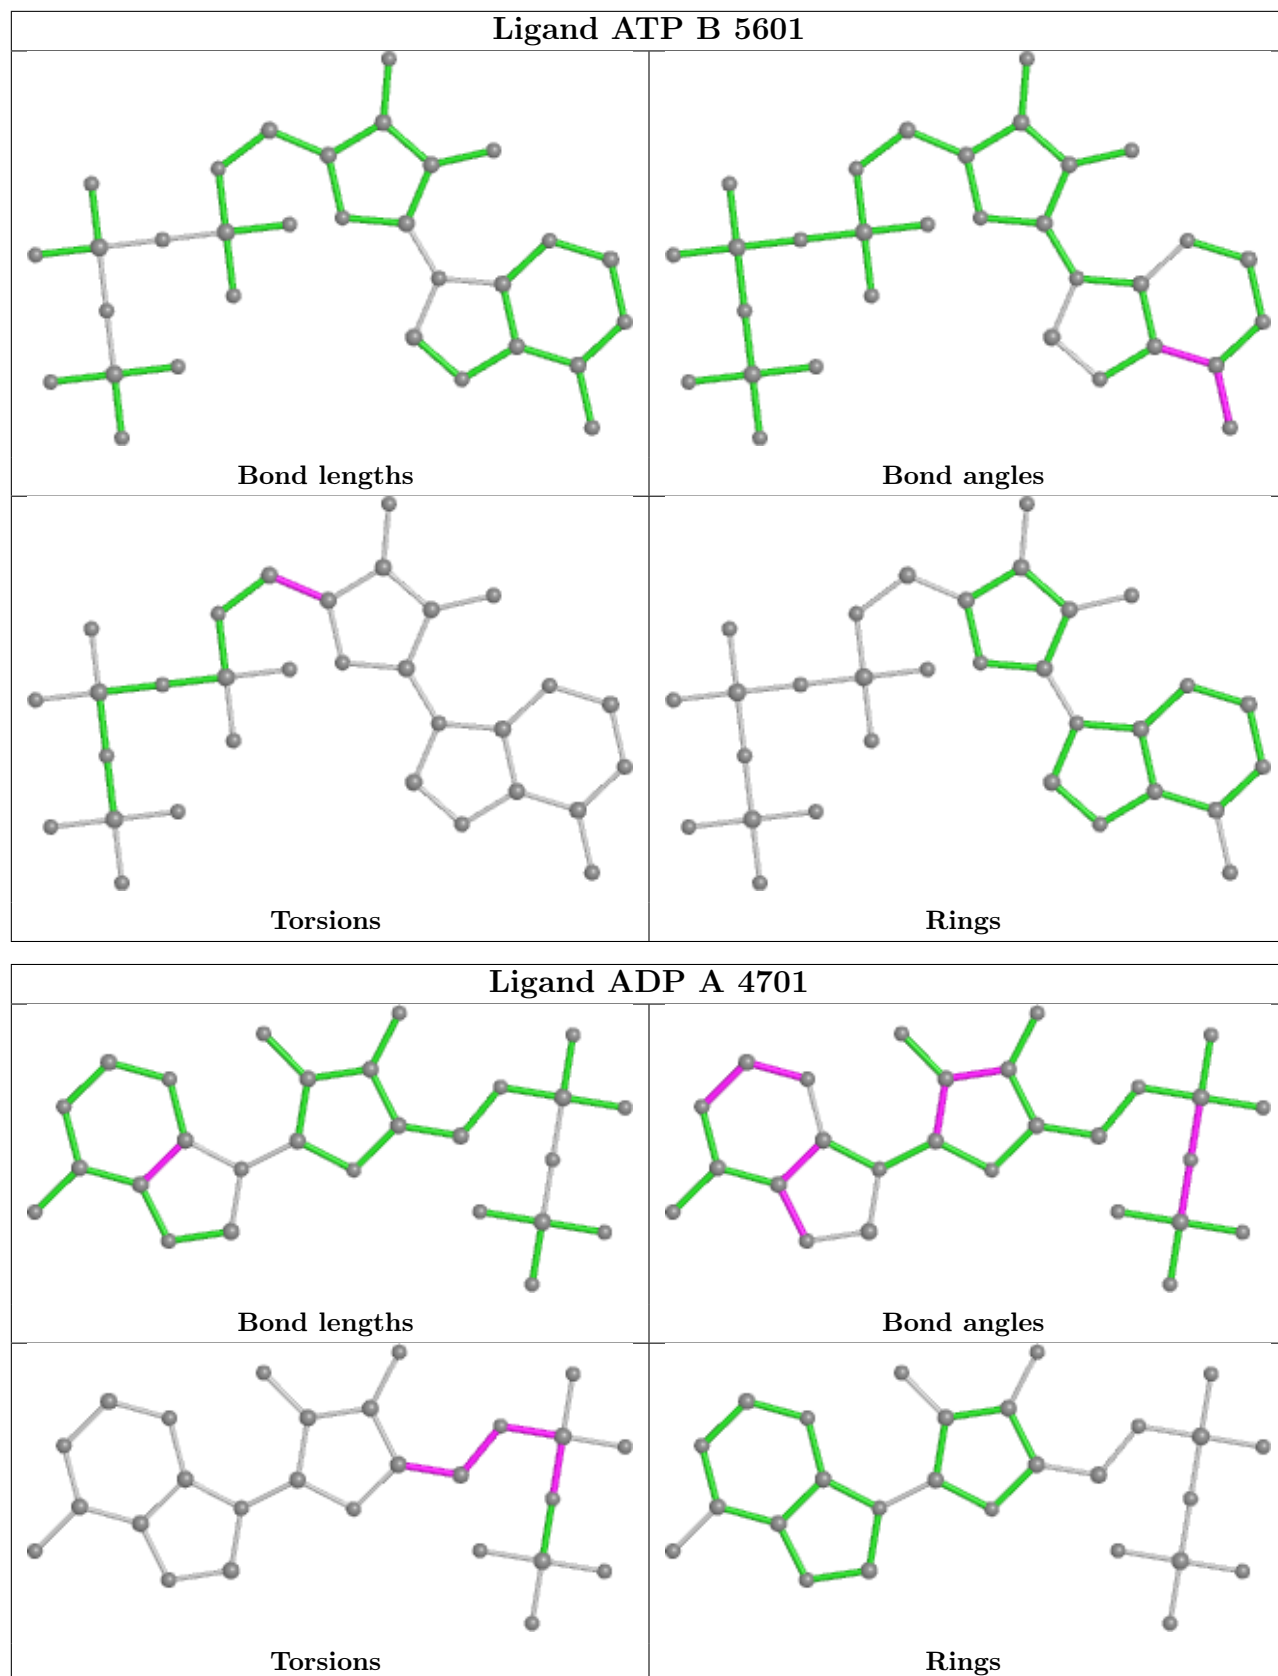 Ligand ATP B 5601
Bond lengths
Bond angles
Torsions
Rings
Ligand ADP A 4701
Bond lengths
Bond angles
Torsions
Rings